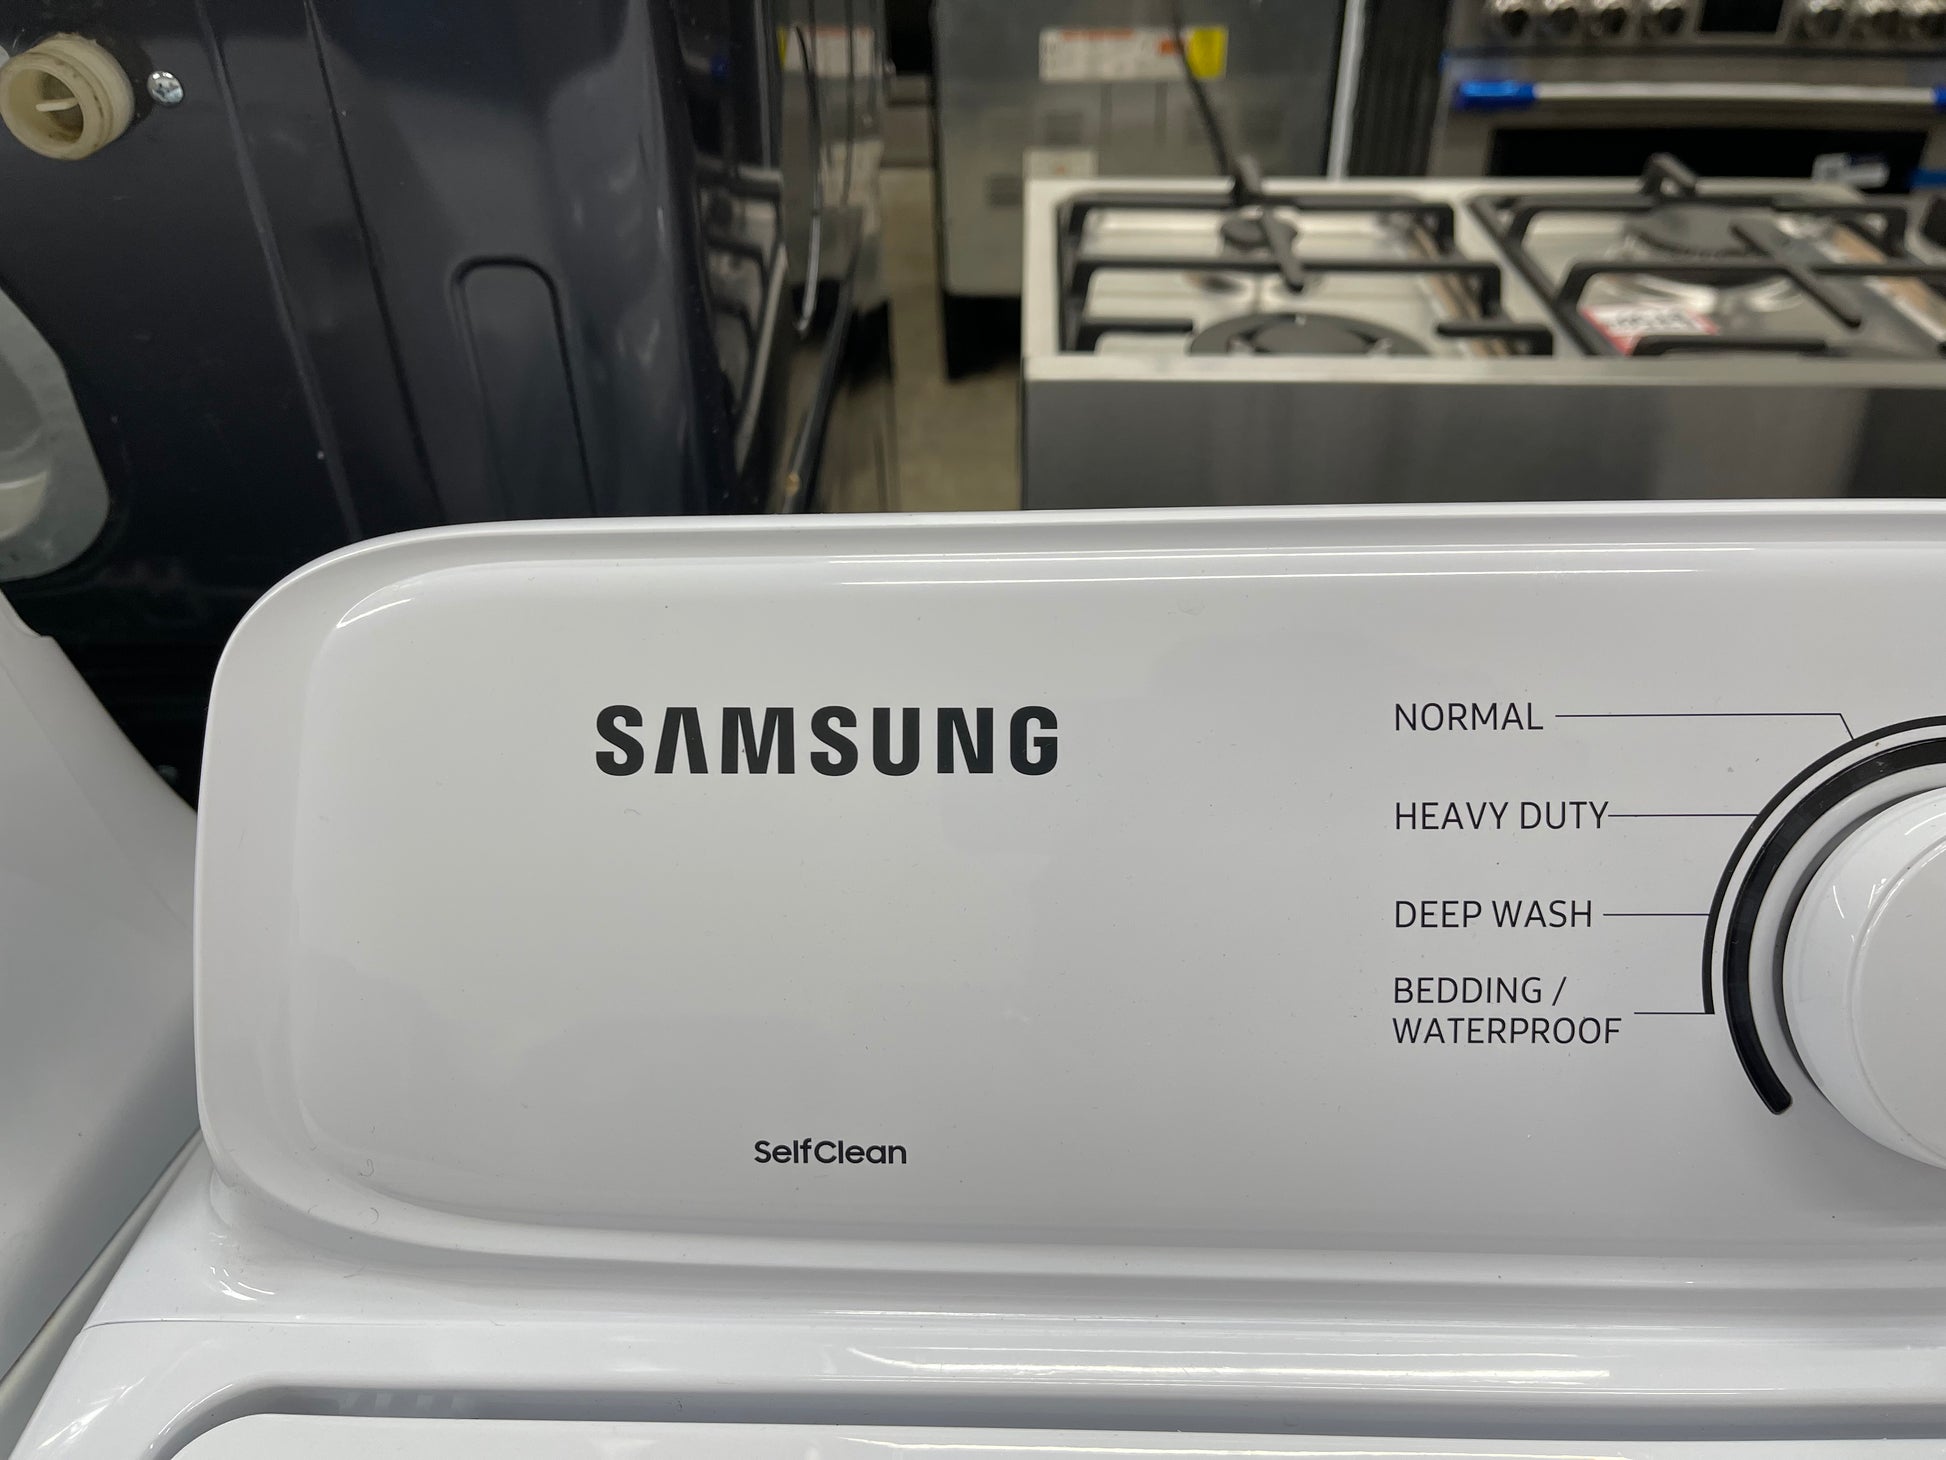 SAMSUNG
NORMAL
HEAVY DUTY
DEEP WASH
BEDDING /
WATERPROOF
SelfClean